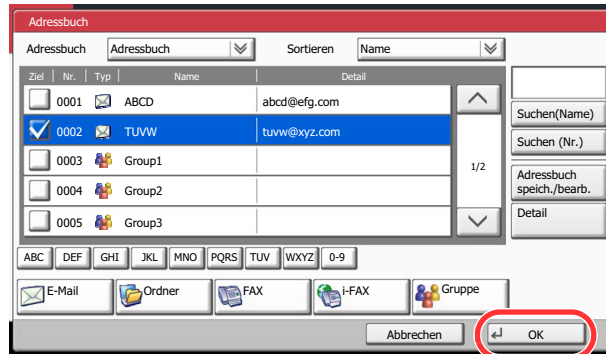 Adressbuch
Adressbuch Adressbuch Sortieren Name
Ziel Nr. Typ Name Detail
0001 ABCD abcd@efg.com
0002 TUVW tuvw@xyz.com
0003 Group1
0004 Group2
0005 Group3
1/2
Suchen(Name)
Suchen (Nr.)
Adressbuch
speich./bearb.
Detail
ABC DEF GHI JKL MNO PQRS TUV WXYZ 0-9
E-Mail Ordner FAX i-FAX Gruppe
Abbrechen OK